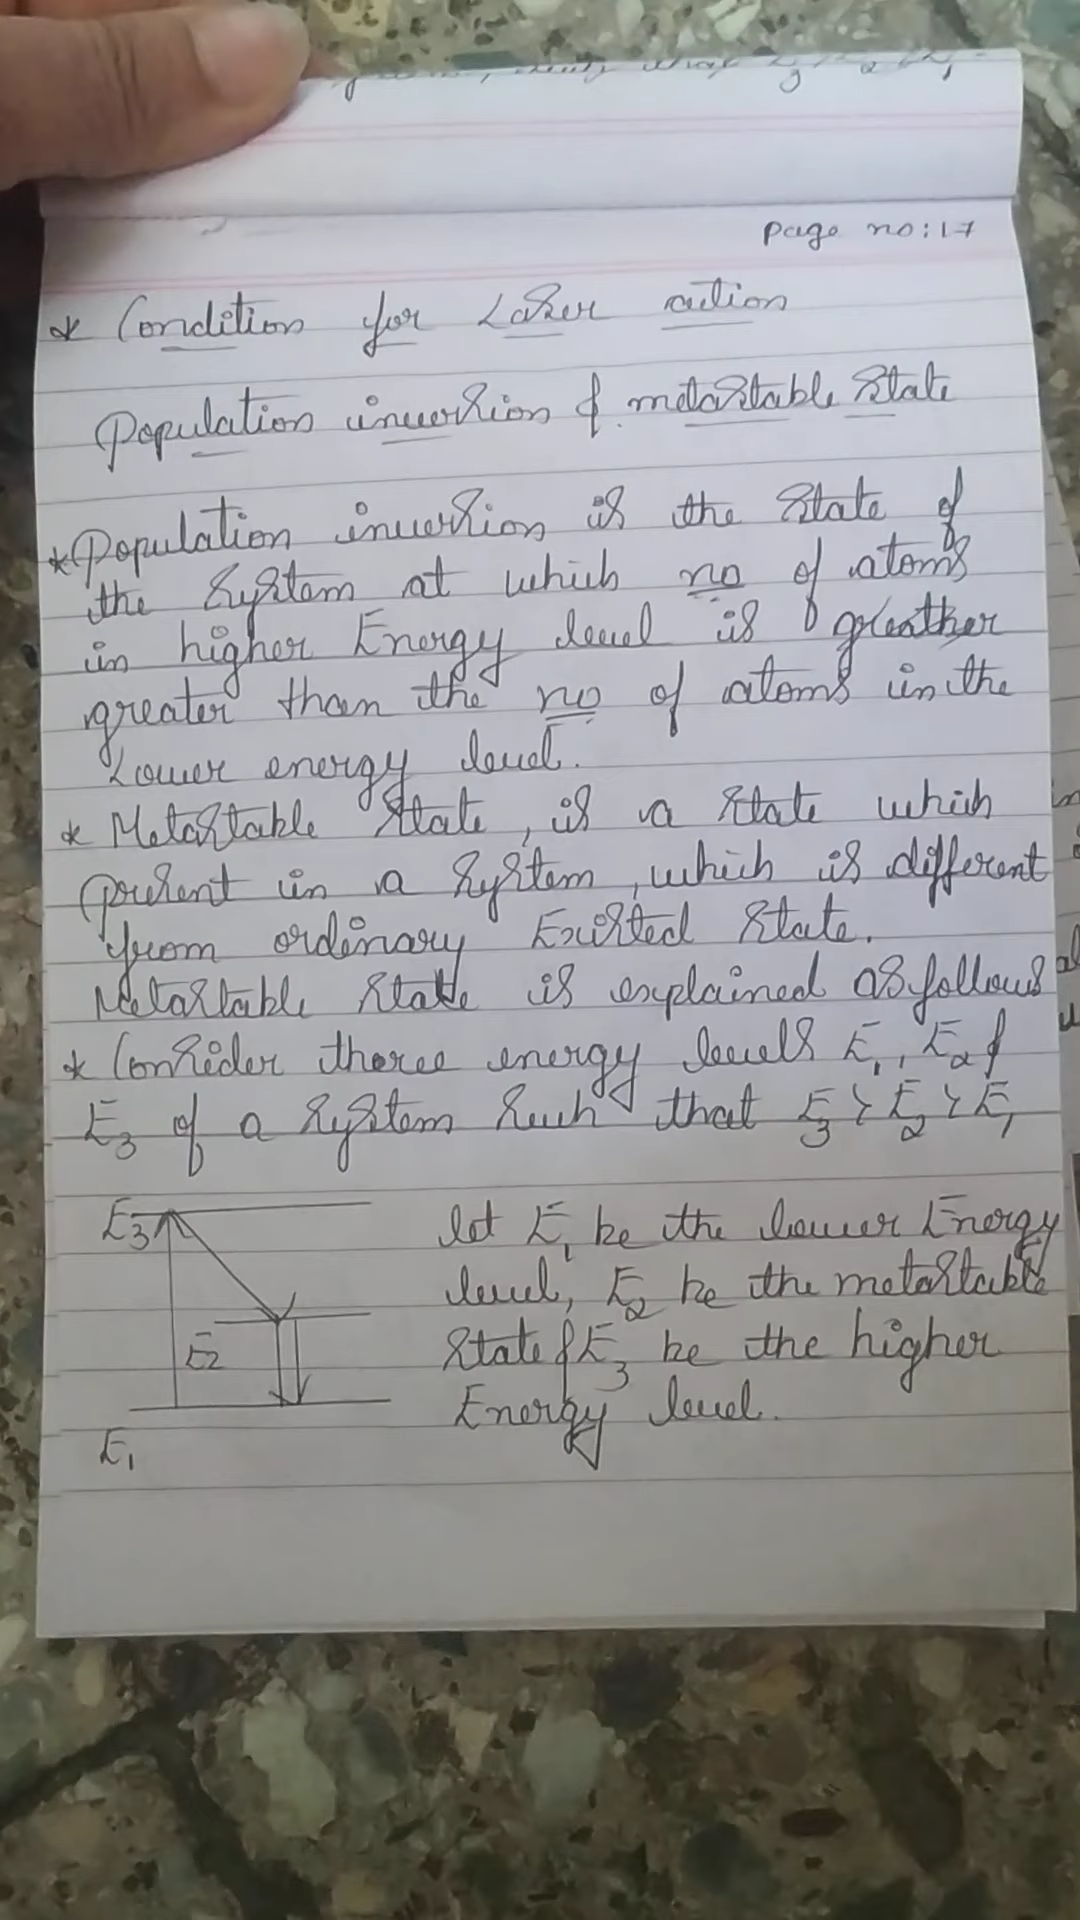 Page no:17
* Condition for Laser action
Population inversion & metastable State
* Population inversion is the State of
the System at which no of atoms
in higher Energy level is greather
greater than the no of atoms in the
Lower energy level.
* Metastable State, is a State which
present in a System, which is different
from ordinary Existed State.
Metastable State is explained as follows
* Consider three energy levels E1, E2 &
E3 of a System Such that E3 > E2 > E1
E3
E2
E1
let E1 be the lower Energy
level, E2 be the metastable
State & E3 be the higher
Energy level.